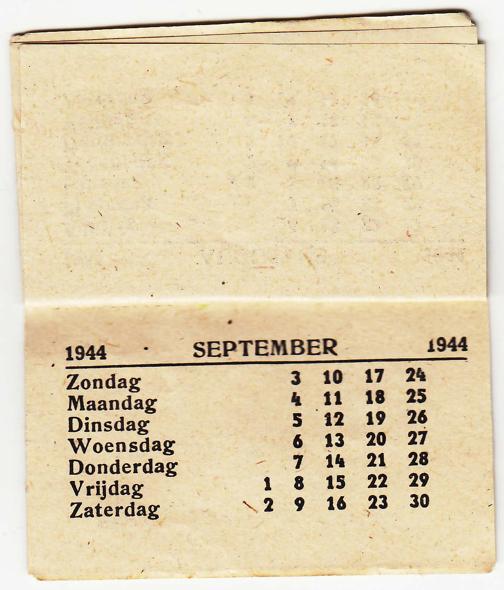 1944 SEPTEMBER 1944
Zondag 3 10 17 24
Maandag 4 11 18 25
Dinsdag 5 12 19 26
Woensdag 6 13 20 27
Donderdag 7 14 21 28
Vrijdag 1 8 15 22 29
Zaterdag 2 9 16 23 30